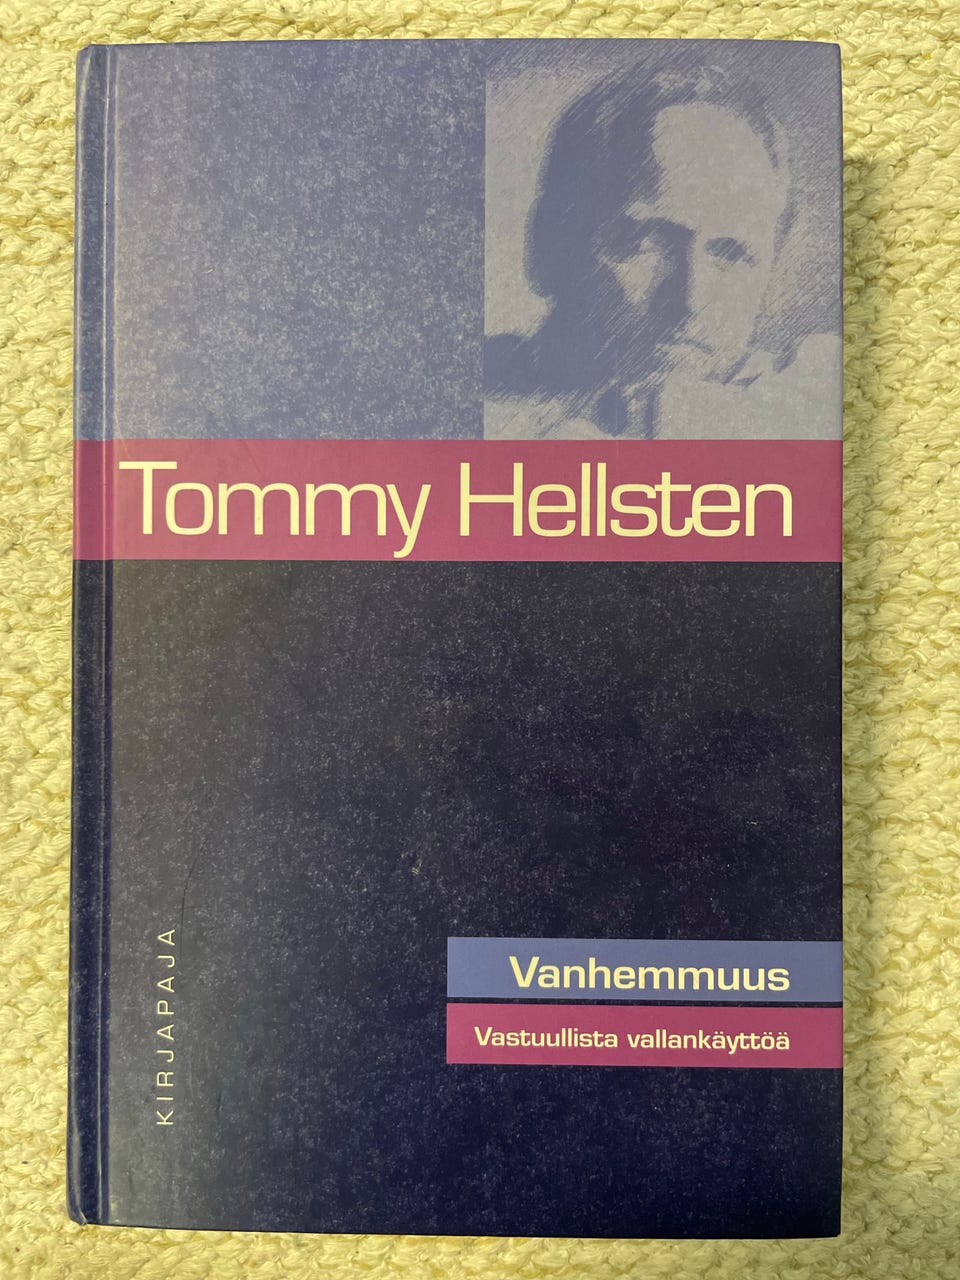 Tommy Hellsten
Vanhemmuus
Vastuullista vallankäyttöä
KIRJAPAJA